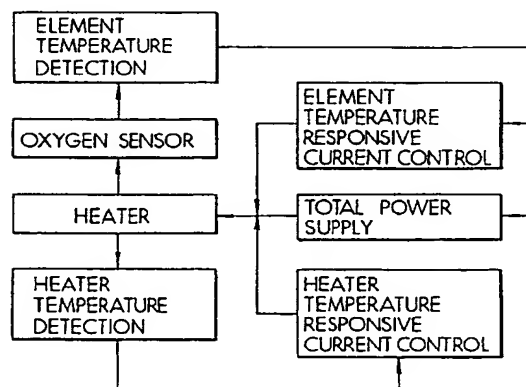 ELEMENT
TEMPERATURE
DETECTION
OXYGEN SENSOR
HEATER
HEATER
TEMPERATURE
DETECTION
ELEMENT
TEMPERATURE
RESPONSIVE
CURRENT CONTROL
TOTAL POWER
SUPPLY
HEATER
TEMPERATURE
RESPONSIVE
CURRENT CONTROL